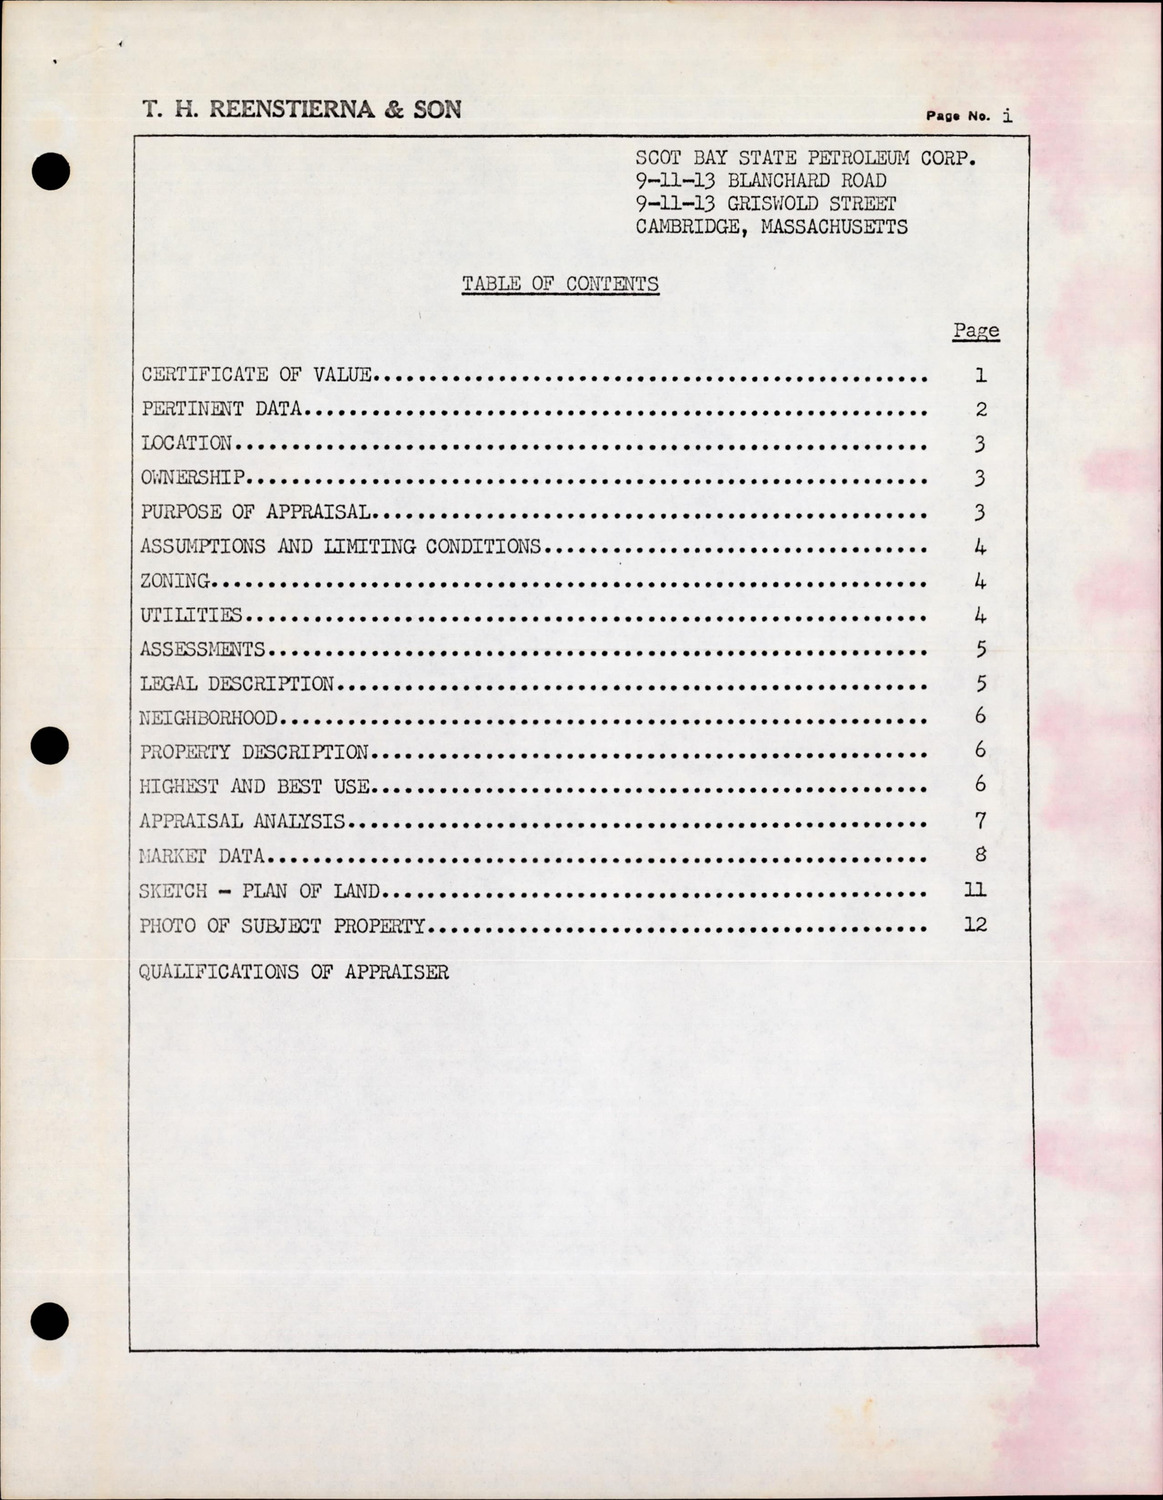 T. H. REENSTIERNA & SON
Page No. i
SCOT BAY STATE PETROLEUM CORP.
9-11-13 BLANCHARD ROAD
9-11-13 GRISWOLD STREET
CAMBRIDGE, MASSACHUSETTS
TABLE OF CONTENTS
Page
CERTIFICATE OF VALUE................................................. 1
PERTINENT DATA....................................................... 2
LOCATION............................................................. 3
OWNERSHIP............................................................ 3
PURPOSE OF APPRAISAL................................................. 3
ASSUMPTIONS AND LIMITING CONDITIONS.................................. 4
ZONING............................................................... 4
UTILITIES............................................................ 4
ASSESSMENTS.......................................................... 5
LEGAL DESCRIPTION.................................................... 5
NEIGHBORHOOD......................................................... 6
PROPERTY DESCRIPTION................................................. 6
HIGHEST AND BEST USE................................................. 6
APPRAISAL ANALYSIS................................................... 7
MARKET DATA.......................................................... 8
SKETCH - PLAN OF LAND................................................ 11
PHOTO OF SUBJECT PROPERTY............................................ 12
QUALIFICATIONS OF APPRAISER